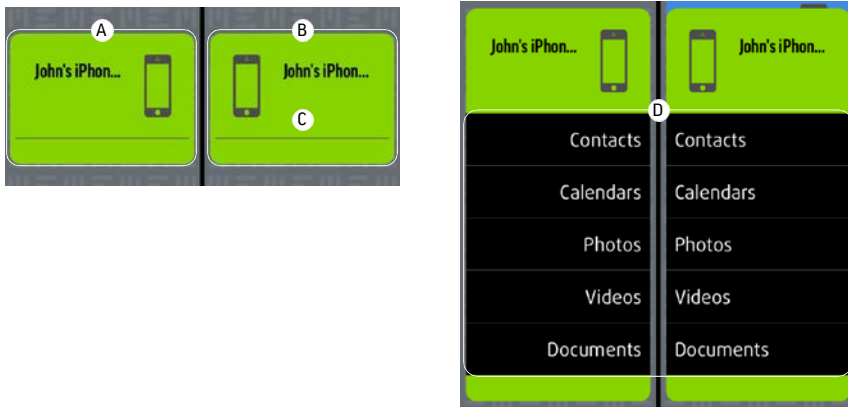 A
B
John's iPhon...
John's iPhon...
C
John's iPhon...
John's iPhon...
D
Contacts
Contacts
Calendars
Calendars
Photos
Photos
Videos
Videos
Documents
Documents